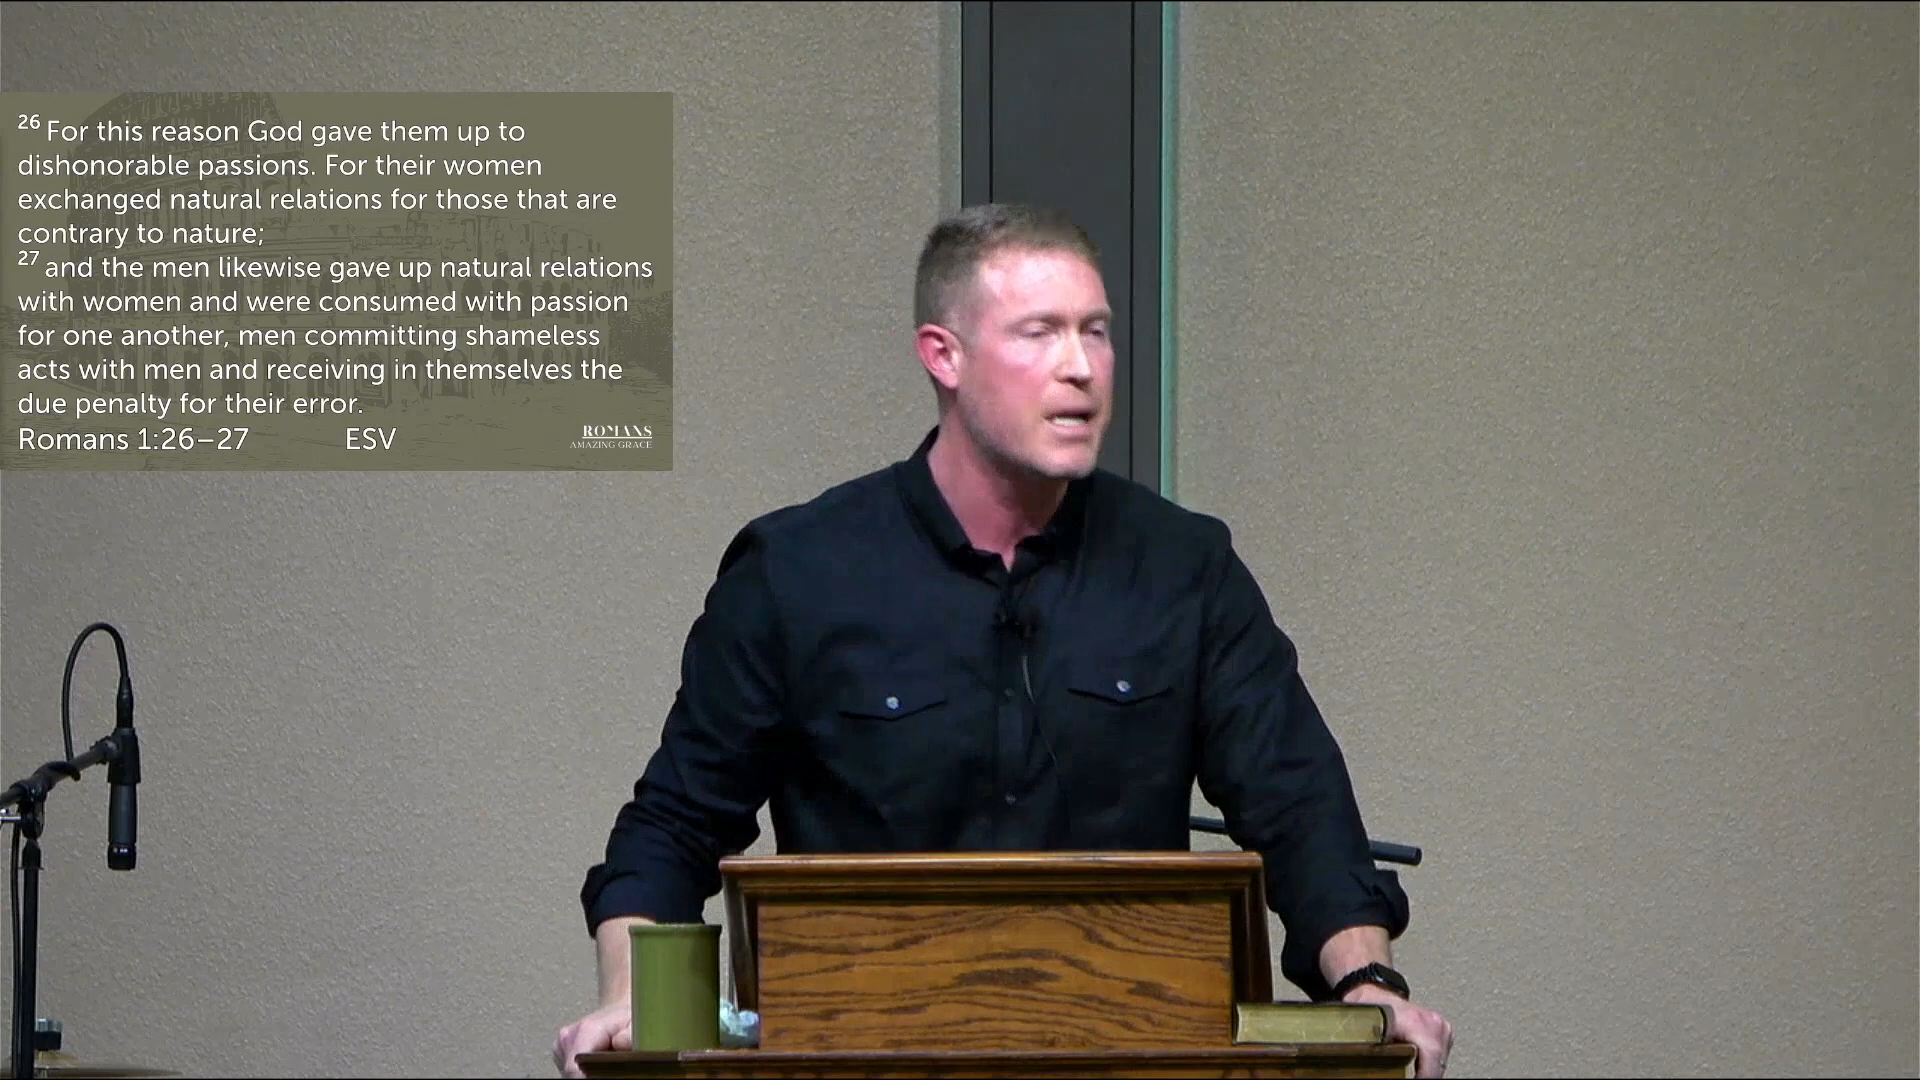 26 For this reason God gave them up to
dishonorable passions. For their women
exchanged natural relations for those that are
contrary to nature;
27 and the men likewise gave up natural relations
with women and were consumed with passion
for one another, men committing shameless
acts with men and receiving in themselves the
due penalty for their error.
Romans 1:26–27 ESV
ROMANS
AMAZING GRACE